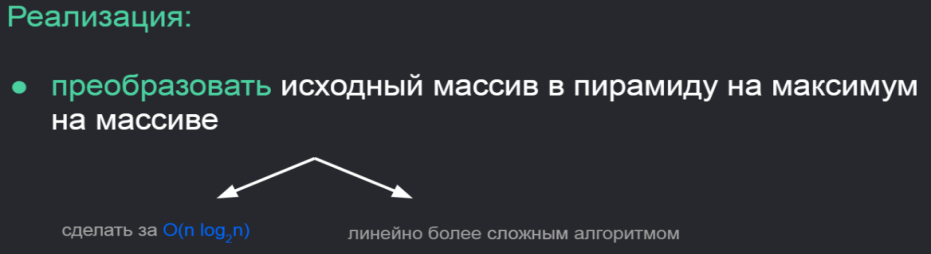 Реализация:
● преобразовать исходный массив в пирамиду на максимум
на массиве
сделать за O(n log₂n)
линейно более сложным алгоритмом